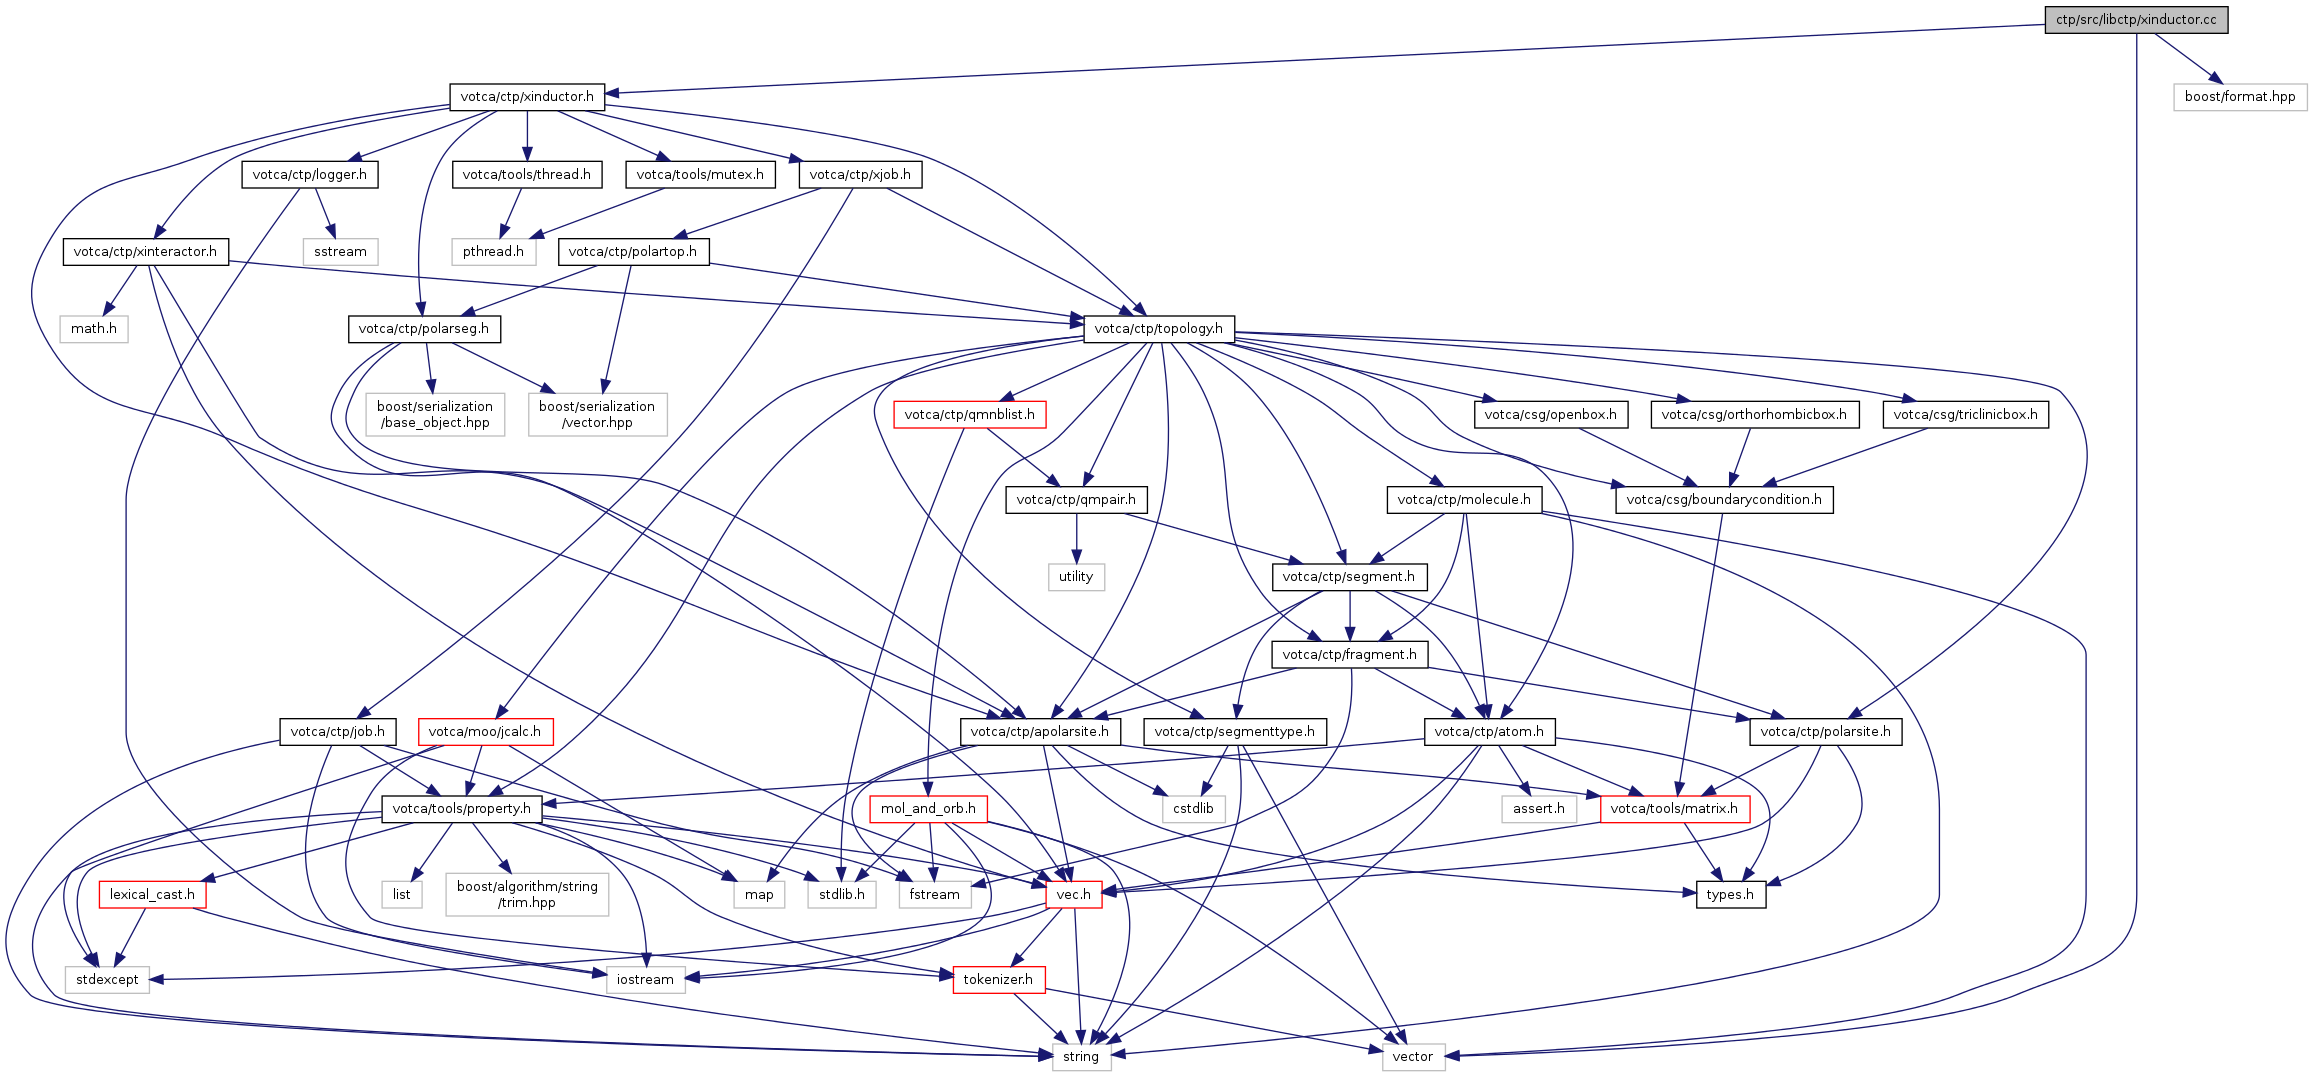 ctp/src/libctp/xinductor.cc
votca/ctp/xinductor.h
boost/format.hpp
votca/ctp/logger.h
votca/tools/thread.h
votca/tools/mutex.h
votca/ctp/xjob.h
votca/ctp/xinteractor.h
sstream
pthread.h
votca/ctp/polartop.h
math.h
votca/ctp/polarseg.h
votca/ctp/topology.h
boost/serialization
/base_object.hpp
boost/serialization
/vector.hpp
votca/ctp/qmnblist.h
votca/csg/openbox.h
votca/csg/orthorhombicbox.h
votca/csg/triclinicbox.h
votca/ctp/qmpair.h
votca/ctp/molecule.h
votca/csg/boundarycondition.h
utility
votca/ctp/segment.h
votca/ctp/fragment.h
votca/ctp/job.h
votca/moo/jcalc.h
votca/ctp/apolarsite.h
votca/ctp/segmenttype.h
votca/ctp/atom.h
votca/ctp/polarsite.h
votca/tools/property.h
mol_and_orb.h
cstdlib
assert.h
votca/tools/matrix.h
lexical_cast.h
list
boost/algorithm/string
/trim.hpp
map
stdlib.h
fstream
vec.h
types.h
stdexcept
iostream
tokenizer.h
string
vector